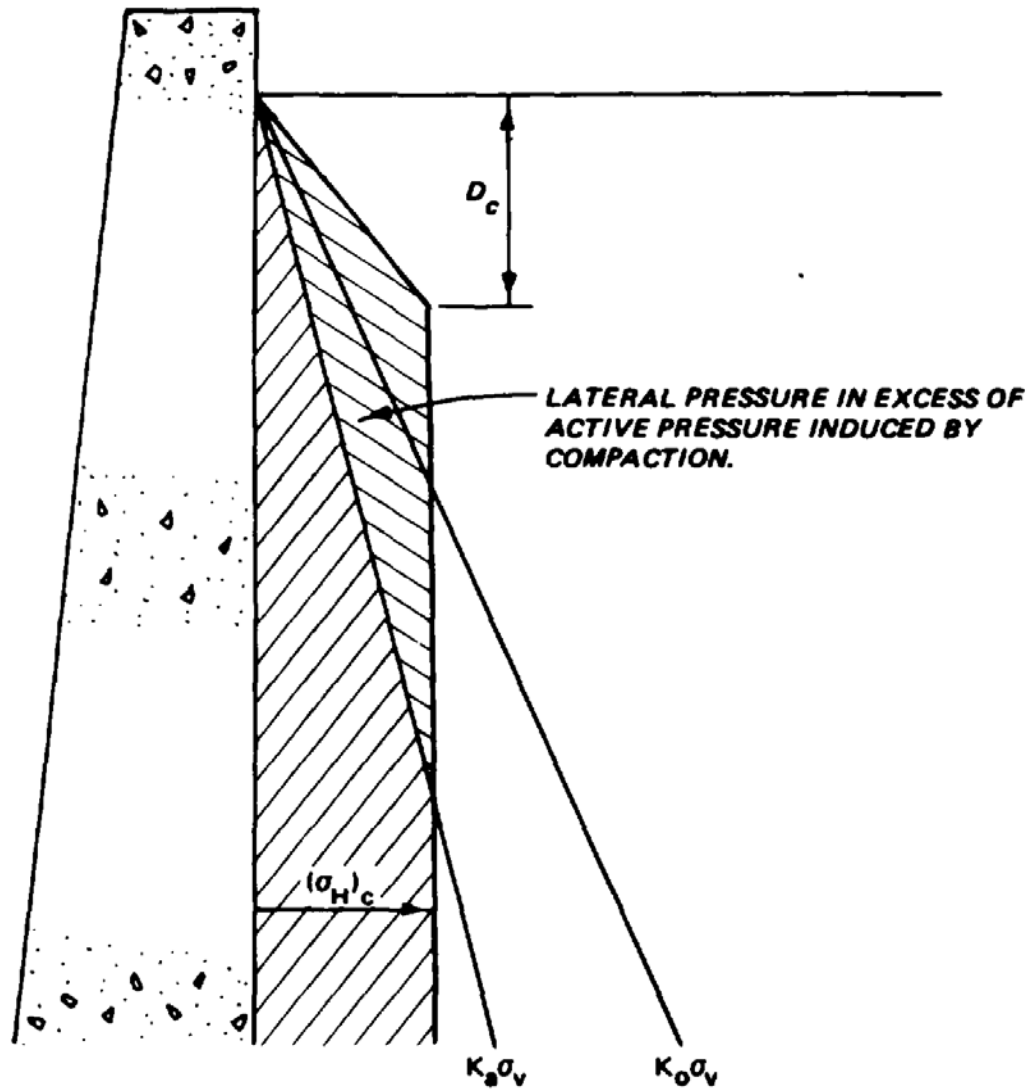 D_c
LATERAL PRESSURE IN EXCESS OF
ACTIVE PRESSURE INDUCED BY
COMPACTION.
(σ_H)_c
K_aσ_v
K_oσ_v